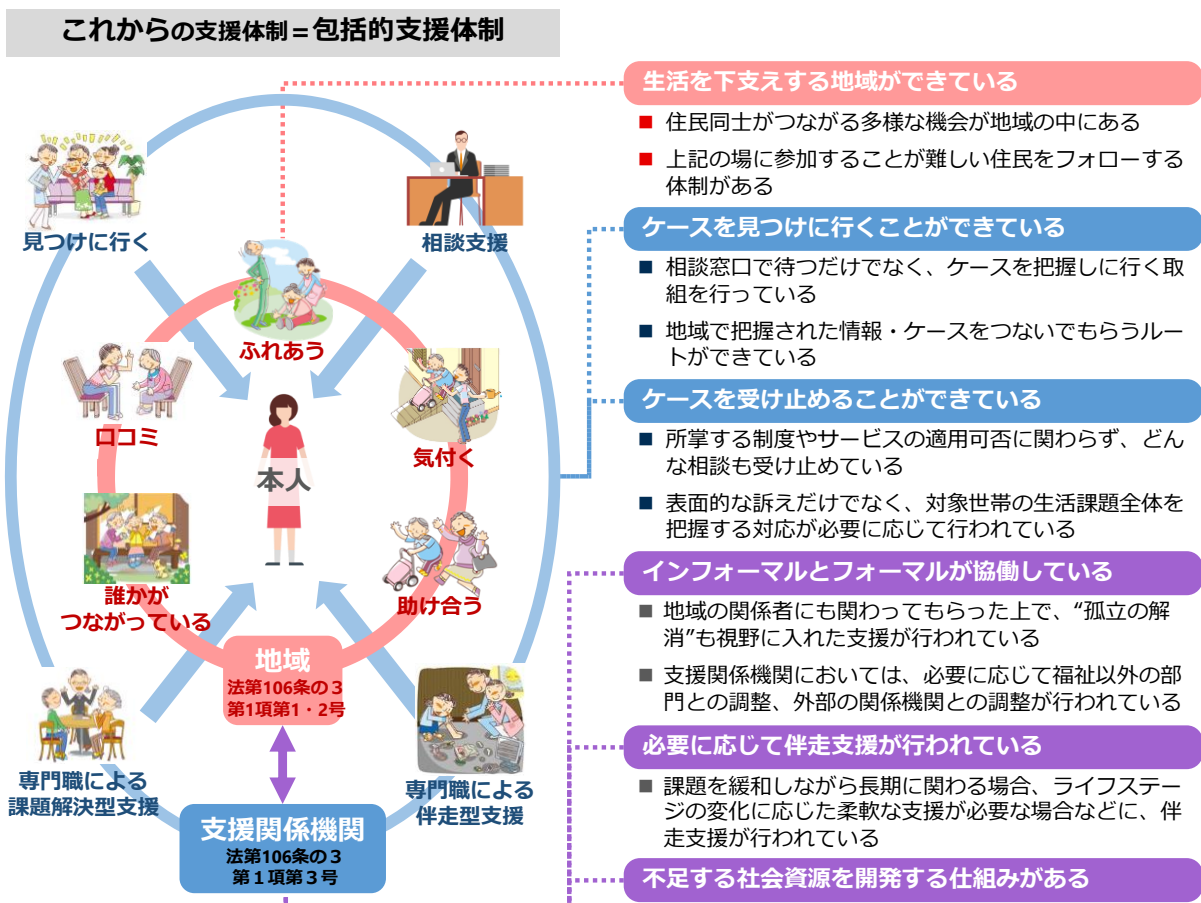 これからの支援体制＝包括的支援体制
見つけに行く
相談支援
ふれあう
口コミ
気付く
本人
誰かが
つながっている
助け合う
地域
法第106条の３
第1項第1・2号
専門職による
課題解決型支援
専門職による
伴走型支援
支援関係機関
法第106条の３
第１項第３号
生活を下支えする地域ができている
■ 住民同士がつながる多様な機会が地域の中にある
■ 上記の場に参加することが難しい住民をフォローする
体制がある
ケースを見つけに行くことができている
■ 相談窓口で待つだけでなく、ケースを把握しに行く取
組を行っている
■ 地域で把握された情報・ケースをつないでもらうルー
トができている
ケースを受け止めることができている
■ 所掌する制度やサービスの適用可否に関わらず、どん
な相談も受け止めている
■ 表面的な訴えだけでなく、対象世帯の生活課題全体を
把握する対応が必要に応じて行われている
インフォーマルとフォーマルが協働している
■ 地域の関係者にも関わってもらった上で、“孤立の解
消”も視野に入れた支援が行われている
■ 支援関係機関においては、必要に応じて福祉以外の部
門との調整、外部の関係機関との調整が行われている
必要に応じて伴走支援が行われている
■ 課題を緩和しながら長期に関わる場合、ライフステー
ジの変化に応じた柔軟な支援が必要な場合などに、伴
走支援が行われている
不足する社会資源を開発する仕組みがある